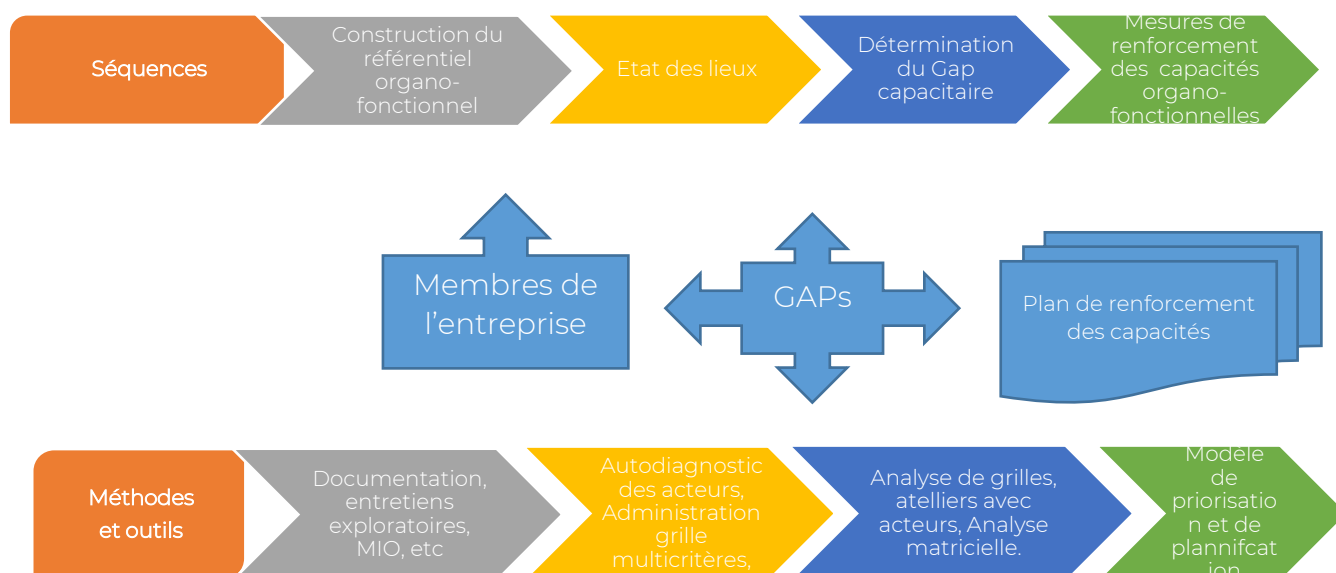 Séquences
Construction du
référentiel
organo-
fonctionnel
Etat des lieux
Détermination
du Gap
capacitaire
Mesures de
renforcement
des capacités
organo-
fonctionnelles
Membres de
l'entreprise
GAPs
Plan de renforcement
des capacités
Méthodes
et outils
Documentation,
entretiens
exploratoires,
MIO, etc
Autodiagnostic
des acteurs,
Administration
grille
multicritères,
Analyse de grilles,
atelliers avec
acteurs, Analyse
matricielle.
Modèle
de
priorisatio
n et de
plannifcat
ion